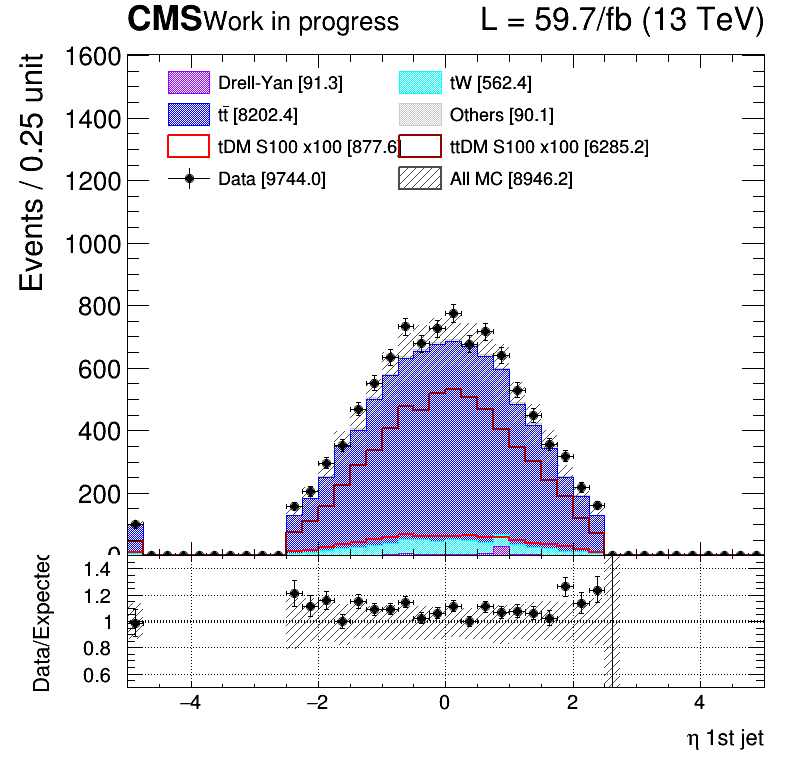 CMS Work in progress L = 59.7/fb (13 TeV)
Events / 0.25 unit
1600
1400
1200
1000
800
600
400
200
0
Drell-Yan [91.3] tW [562.4]
tt̄ [8202.4] Others [90.1]
tDM S100 x100 [877.6] ttDM S100 x100 [6285.2]
Data [9744.0] All MC [8946.2]
Data/Expected
1.4
1.2
1
0.8
0.6
−4 −2 0 2 4
η 1st jet